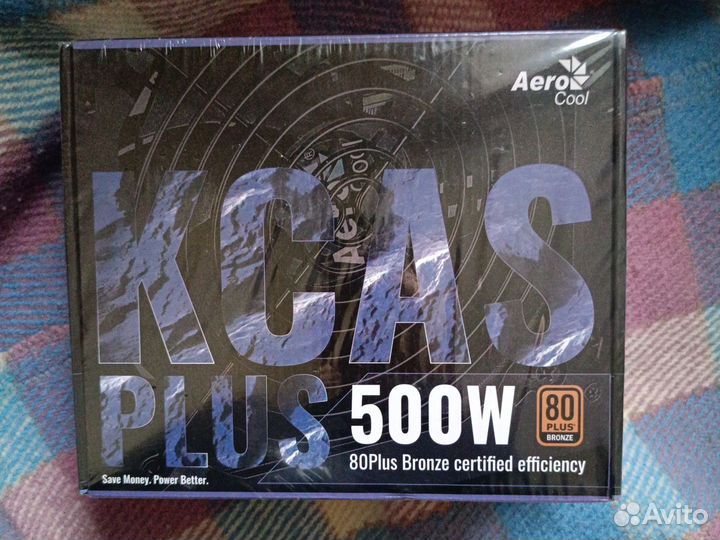 Aero
Cool
KCAS
PLUS
500W
80
PLUS
BRONZE
80Plus Bronze certified efficiency
Save Money. Power Better.
Avito